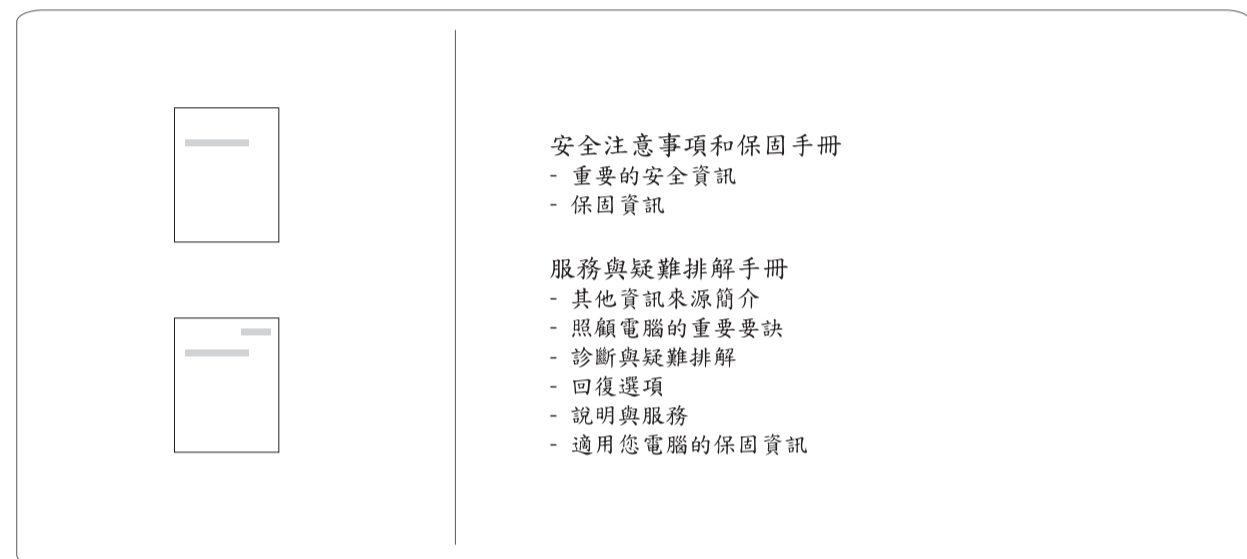 安全注意事項和保固手冊
- 重要的安全資訊
- 保固資訊
服務與疑難排解手冊
- 其他資訊來源簡介
- 照顧電腦的重要要訣
- 診斷與疑難排解
- 回復選項
- 說明與服務
- 適用您電腦的保固資訊